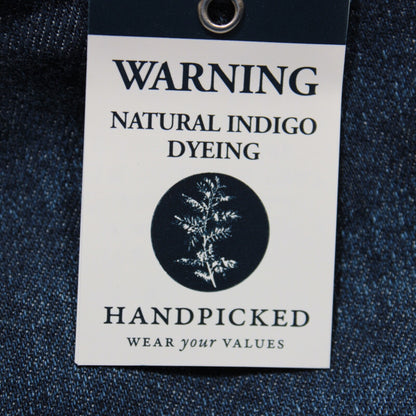 WARNING
NATURAL INDIGO
DYEING
HANDPICKED
WEAR your VALUES